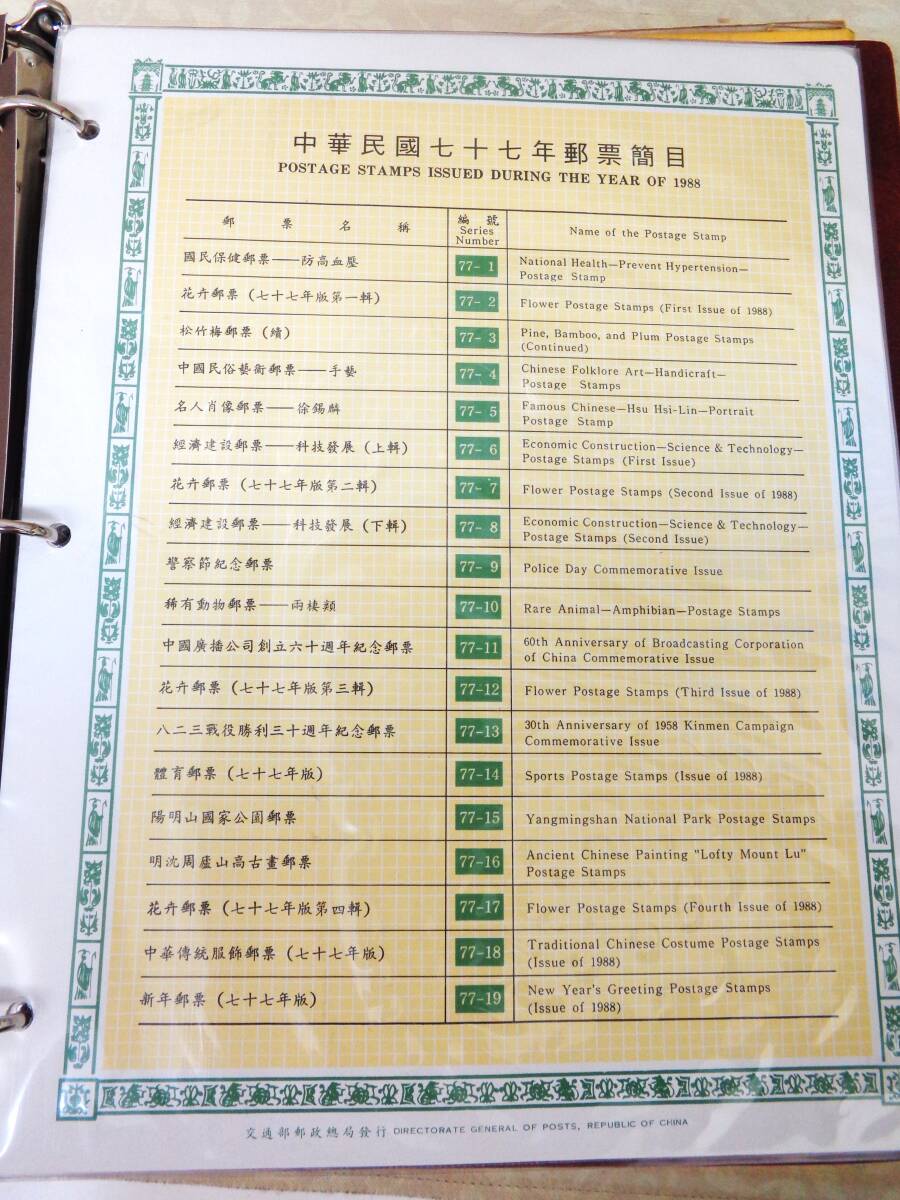 中華民國七十七年郵票簡目
POSTAGE STAMPS ISSUED DURING THE YEAR OF 1988
郵票名稱
編號
Series
Number
Name of the Postage Stamp
國民保健郵票——防高血壓
77- 1
National Health—Prevent Hypertension—
Postage Stamp
花卉郵票 (七十七年版第一輯)
77- 2
Flower Postage Stamps (First Issue of 1988)
松竹梅郵票 (續)
77- 3
Pine, Bamboo, and Plum Postage Stamps
(Continued)
中國民俗藝術郵票——手藝
77- 4
Chinese Folklore Art—Handicraft—
Postage Stamps
名人肖像郵票——徐錫麟
77- 5
Famous Chinese—Hsu Hsi-Lin—Portrait
Postage Stamp
經濟建設郵票——科技發展 (上輯)
77- 6
Economic Construction—Science & Technology—
Postage Stamps (First Issue)
花卉郵票 (七十七年版第二輯)
77- 7
Flower Postage Stamps (Second Issue of 1988)
經濟建設郵票——科技發展 (下輯)
77- 8
Economic Construction—Science & Technology—
Postage Stamps (Second Issue)
警察節紀念郵票
77- 9
Police Day Commemorative Issue
稀有動物郵票——兩棲類
77-10
Rare Animal—Amphibian—Postage Stamps
中國廣播公司創立六十週年紀念郵票
77-11
60th Anniversary of Broadcasting Corporation
of China Commemorative Issue
花卉郵票 (七十七年版第三輯)
77-12
Flower Postage Stamps (Third Issue of 1988)
八二三戰役勝利三十週年紀念郵票
77-13
30th Anniversary of 1958 Kinmen Campaign
Commemorative Issue
體育郵票 (七十七年版)
77-14
Sports Postage Stamps (Issue of 1988)
陽明山國家公園郵票
77-15
Yangmingshan National Park Postage Stamps
明沈周廬山高古畫郵票
77-16
Ancient Chinese Painting "Lofty Mount Lu"
Postage Stamps
花卉郵票 (七十七年版第四輯)
77-17
Flower Postage Stamps (Fourth Issue of 1988)
中華傳統服飾郵票 (七十七年版)
77-18
Traditional Chinese Costume Postage Stamps
(Issue of 1988)
新年郵票 (七十七年版)
77-19
New Year's Greeting Postage Stamps
(Issue of 1988)
交通部郵政總局發行 DIRECTORATE GENERAL OF POSTS, REPUBLIC OF CHINA